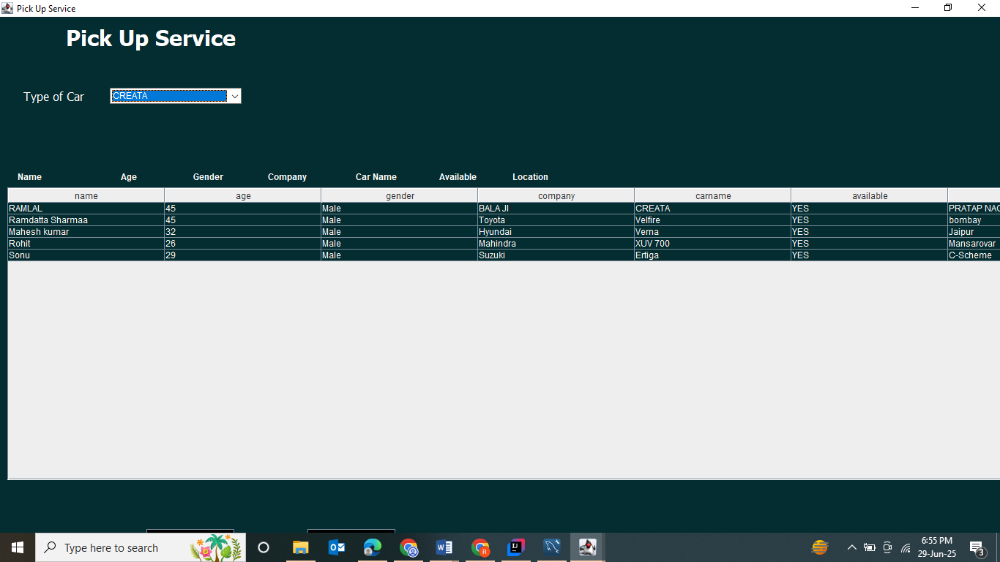 Pick Up Service
Pick Up Service
Type of Car CREATA
Name Age Gender Company Car Name Available Location
name age gender company carname available
RAMLAL 45 Male BALA JI CREATA YES PRATAP NAG
Ramdatta Sharmaa 45 Male Toyota Velfire YES bombay
Mahesh kumar 32 Male Hyundai Verna YES Jaipur
Rohit 26 Male Mahindra XUV 700 YES Mansarovar
Sonu 29 Male Suzuki Ertiga YES C-Scheme
Type here to search
6:55 PM
29-Jun-25
3